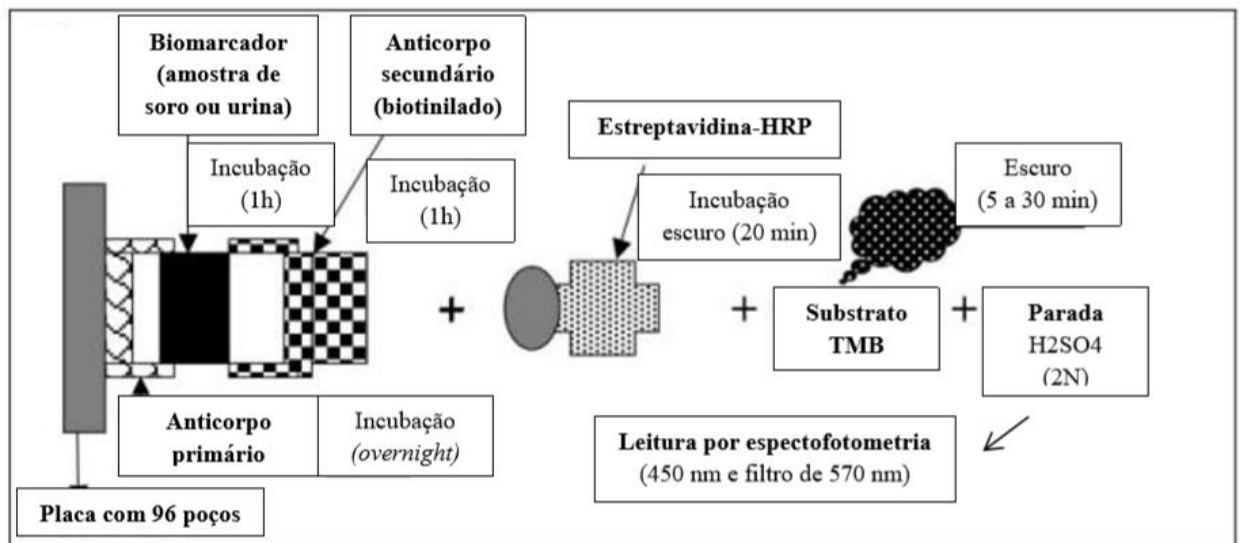 Biomarcador
(amostra de
soro ou urina)
Anticorpo
secundário
(biotinilado)
Incubação
(1h)
Incubação
(1h)
Estreptavidina-HRP
Incubação
escuro (20 min)
Escuro
(5 a 30 min)
+
+
Substrato
TMB
+
Parada
H2SO4
(2N)
Anticorpo
primário
Incubação
(overnight)
Leitura por espectofotometria
(450 nm e filtro de 570 nm)
Placa com 96 poços